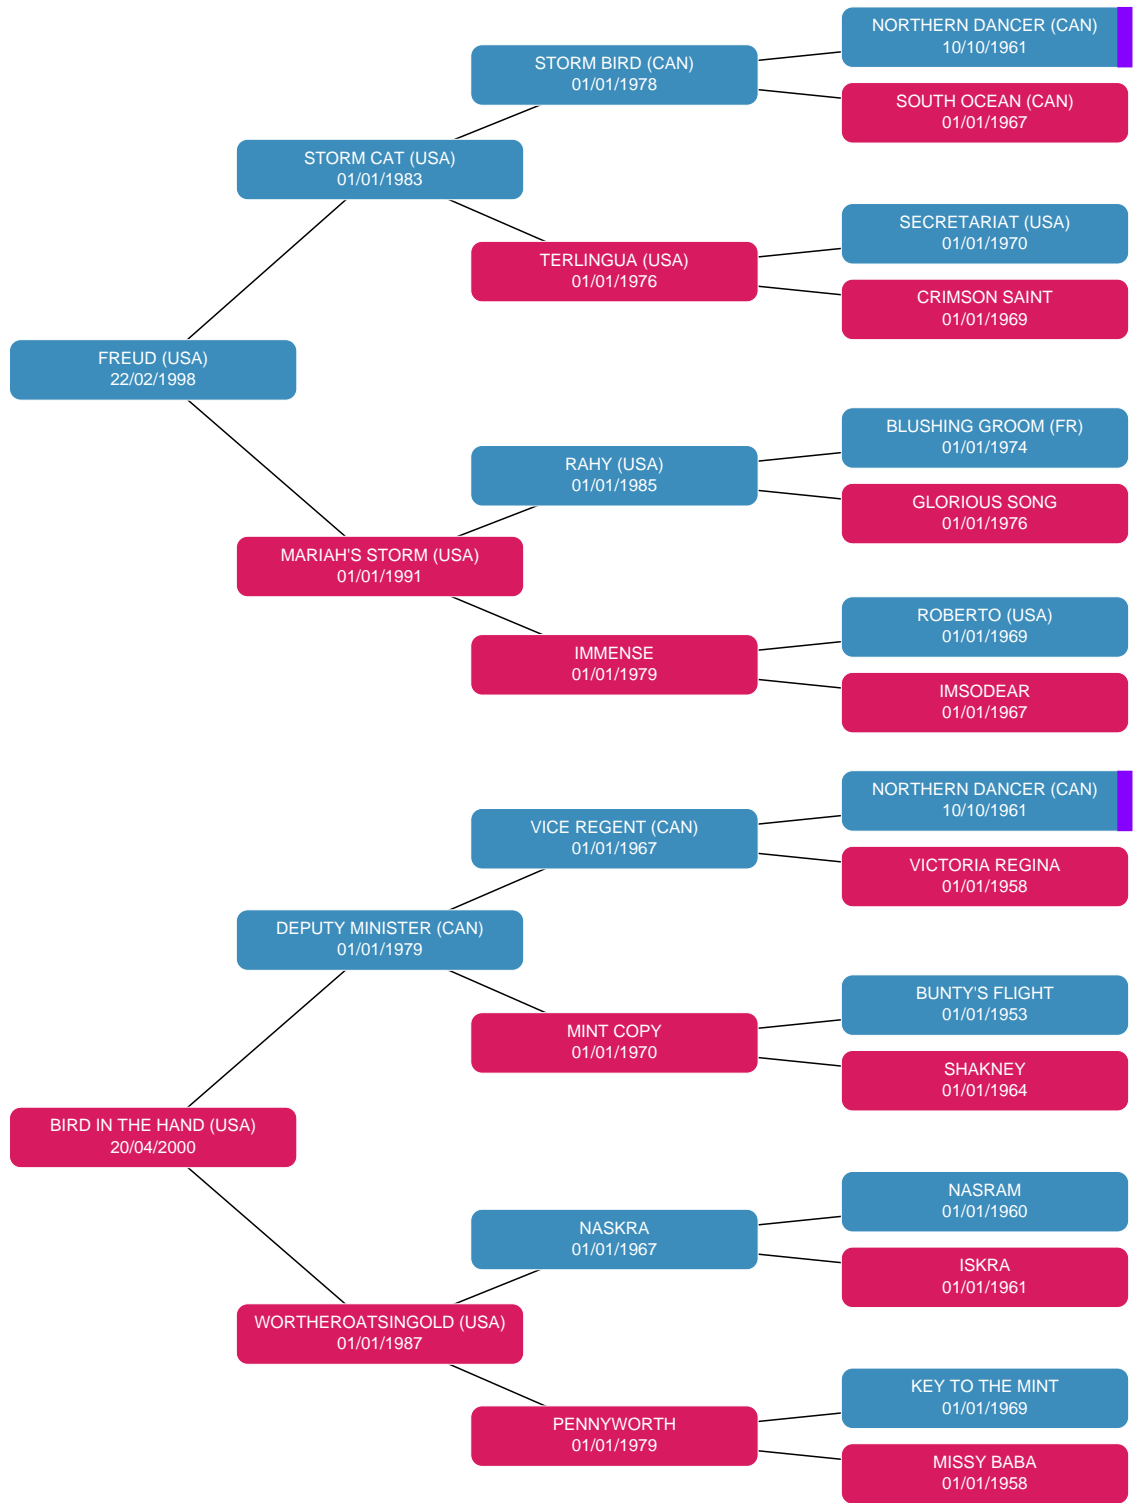 NORTHERN DANCER (CAN)
10/10/1961
STORM BIRD (CAN)
01/01/1978
SOUTH OCEAN (CAN)
01/01/1967
STORM CAT (USA)
01/01/1983
SECRETARIAT (USA)
01/01/1970
TERLINGUA (USA)
01/01/1976
CRIMSON SAINT
01/01/1969
FREUD (USA)
22/02/1998
BLUSHING GROOM (FR)
01/01/1974
RAHY (USA)
01/01/1985
GLORIOUS SONG
01/01/1976
MARIAH'S STORM (USA)
01/01/1991
ROBERTO (USA)
01/01/1969
IMMENSE
01/01/1979
IMSODEAR
01/01/1967
NORTHERN DANCER (CAN)
10/10/1961
VICE REGENT (CAN)
01/01/1967
VICTORIA REGINA
01/01/1958
DEPUTY MINISTER (CAN)
01/01/1979
BUNTY'S FLIGHT
01/01/1953
MINT COPY
01/01/1970
SHAKNEY
01/01/1964
BIRD IN THE HAND (USA)
20/04/2000
NASRAM
01/01/1960
NASKRA
01/01/1967
ISKRA
01/01/1961
WORTHEROATSINGOLD (USA)
01/01/1987
KEY TO THE MINT
01/01/1969
PENNYWORTH
01/01/1979
MISSY BABA
01/01/1958